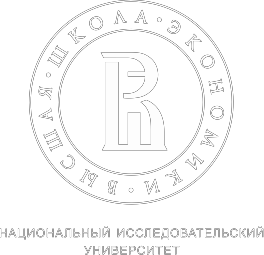 ВЫСШАЯ · ШКОЛА · ЭКОНОМИКИ ·
НАЦИОНАЛЬНЫЙ ИССЛЕДОВАТЕЛЬСКИЙ
УНИВЕРСИТЕТ